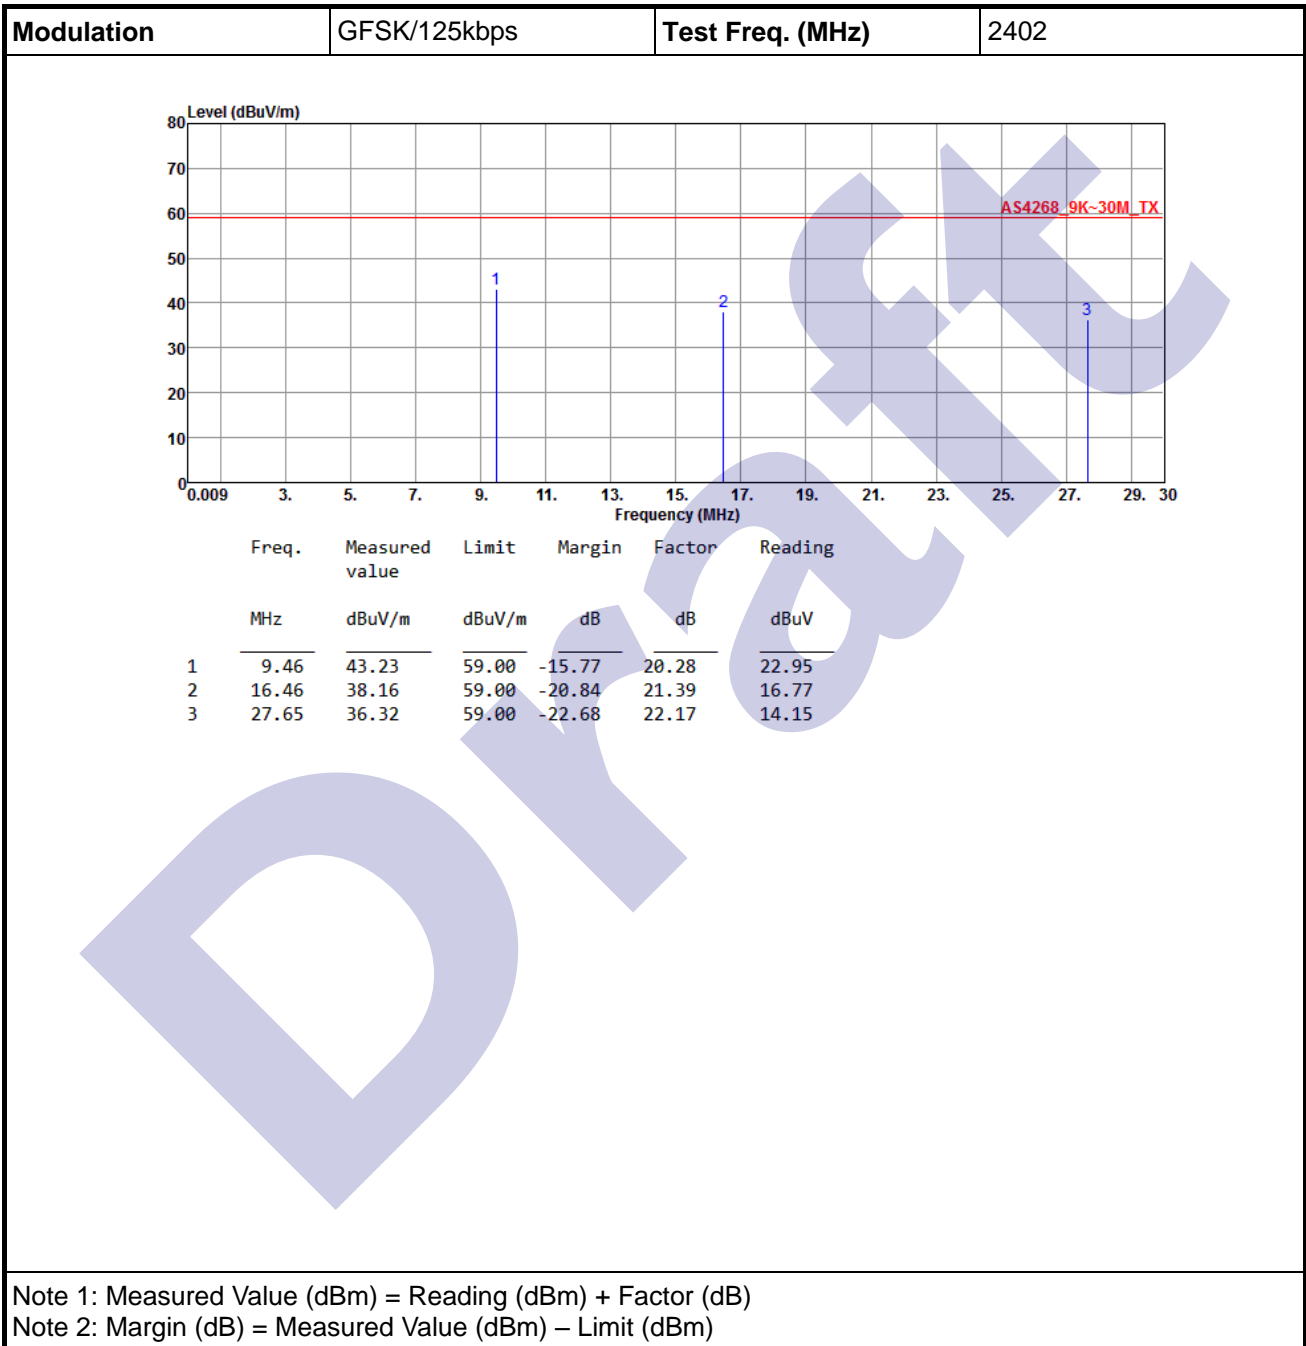 Modulation GFSK/125kbps Test Freq. (MHz) 2402
Level (dBuV/m)
80
70
60
AS4268_9K~30M_TX
50
1
40
2
3
30
20
10
0
0.009 3. 5. 7. 9. 11. 13. 15. 17. 19. 21. 23. 25. 27. 29. 30
Frequency (MHz)
Freq. Measured Limit Margin Factor Reading
value
MHz dBuV/m dBuV/m dB dB dBuV
1 9.46 43.23 59.00 -15.77 20.28 22.95
2 16.46 38.16 59.00 -20.84 21.39 16.77
3 27.65 36.32 59.00 -22.68 22.17 14.15
Draft
Note 1: Measured Value (dBm) = Reading (dBm) + Factor (dB)
Note 2: Margin (dB) = Measured Value (dBm) – Limit (dBm)